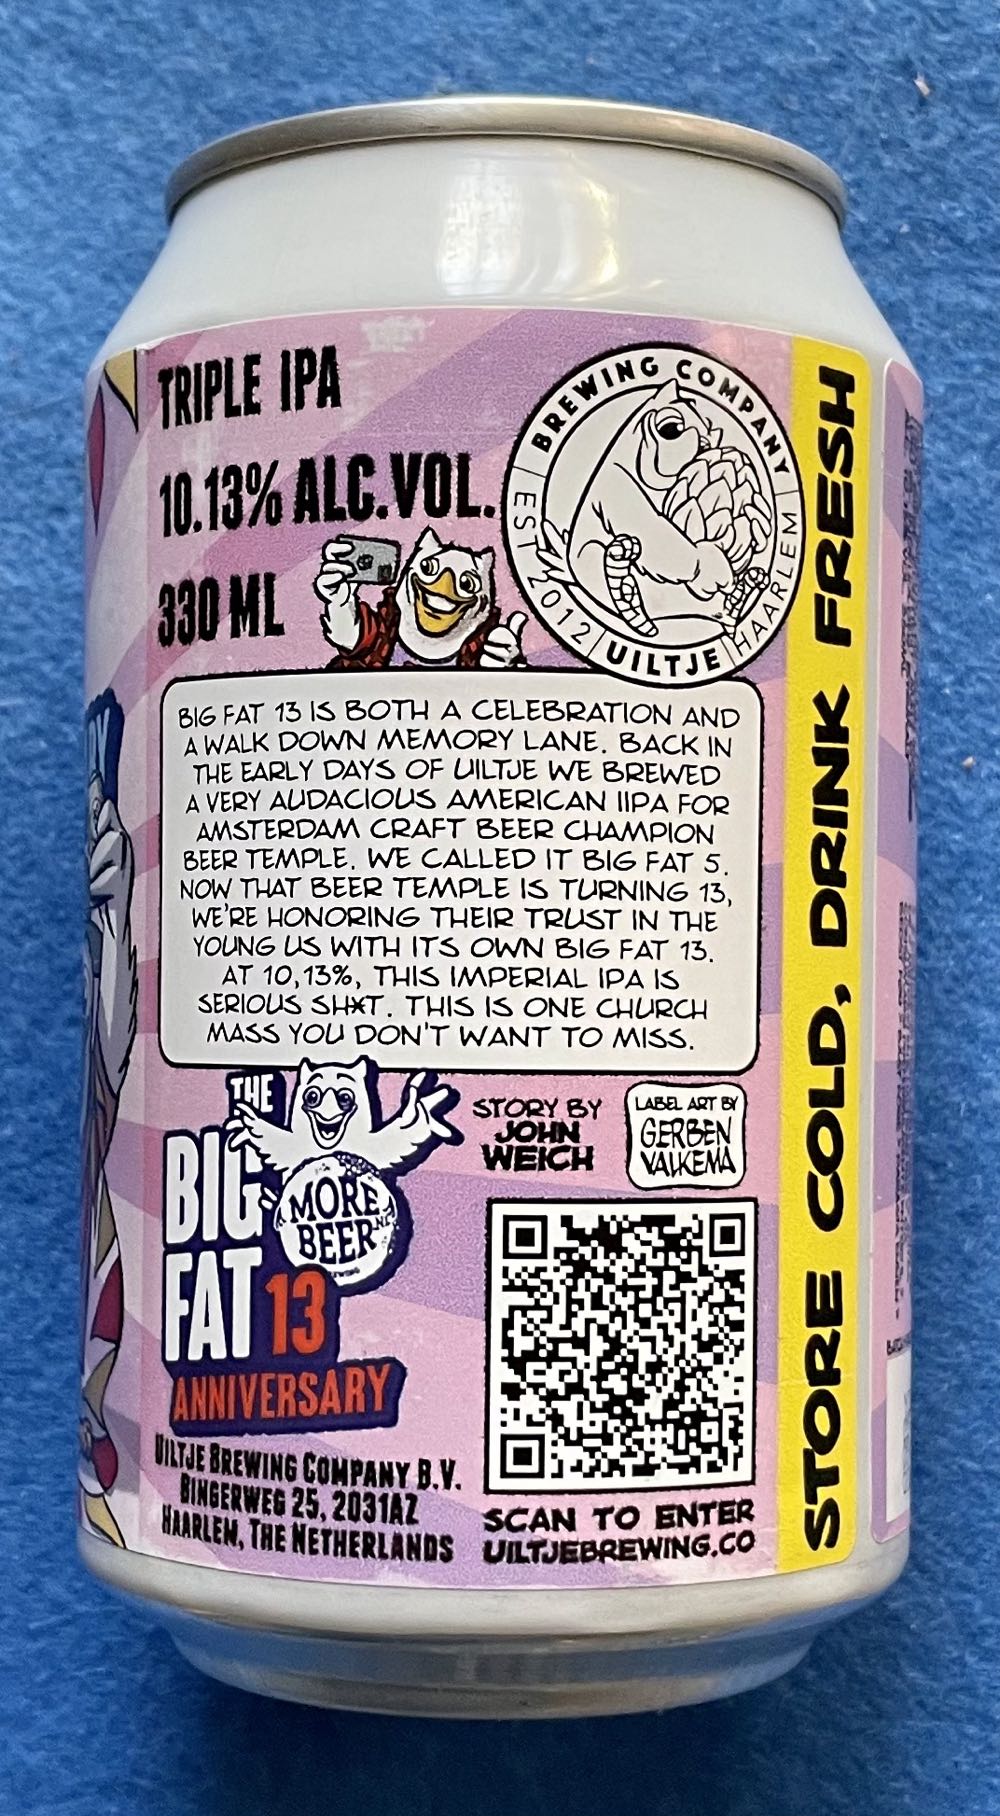 TRIPLE IPA
10.13% ALC.VOL.
330 ML
BREWING COMPANY
EST 2012
UILTJE
HAARLEM
BIG FAT 13 IS BOTH A CELEBRATION AND
A WALK DOWN MEMORY LANE. BACK IN
THE EARLY DAYS OF UILTJE WE BREWED
A VERY AUDACIOUS AMERICAN IIPA FOR
AMSTERDAM CRAFT BEER CHAMPION
BEER TEMPLE. WE CALLED IT BIG FAT 5.
NOW THAT BEER TEMPLE IS TURNING 13,
WE'RE HONORING THEIR TRUST IN THE
YOUNG US WITH ITS OWN BIG FAT 13.
AT 10,13%, THIS IMPERIAL IPA IS
SERIOUS SH*T. THIS IS ONE CHURCH
MASS YOU DON'T WANT TO MISS.
THE
BIG
FAT 13
ANNIVERSARY
MORE
BEER
STORY BY
JOHN
WEICH
LABEL ART BY
GERBEN
VALKEMA
UILTJE BREWING COMPANY B.V.
BINGERWEG 25, 2031AZ
HAARLEM, THE NETHERLANDS
SCAN TO ENTER
UILTJEBREWING.CO
STORE COLD, DRINK FRESH